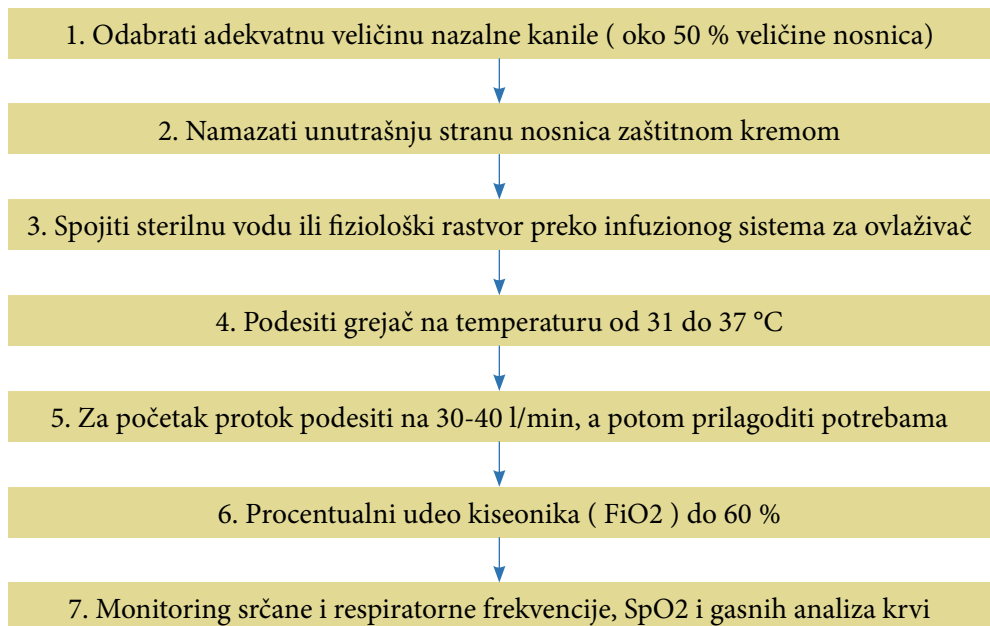 1. Odabrati adekvatnu veličinu nazalne kanile ( oko 50 % veličine nosnica)
2. Namazati unutrašnju stranu nosnica zaštitnom kremom
3. Spojiti sterilnu vodu ili fiziološki rastvor preko infuzionog sistema za ovlaživač
4. Podesiti grejač na temperaturu od 31 do 37 °C
5. Za početak protok podesiti na 30-40 l/min, a potom prilagoditi potrebama
6. Procentualni udeo kiseonika ( FiO2 ) do 60 %
7. Monitoring srčane i respiratorne frekvencije, SpO2 i gasnih analiza krvi